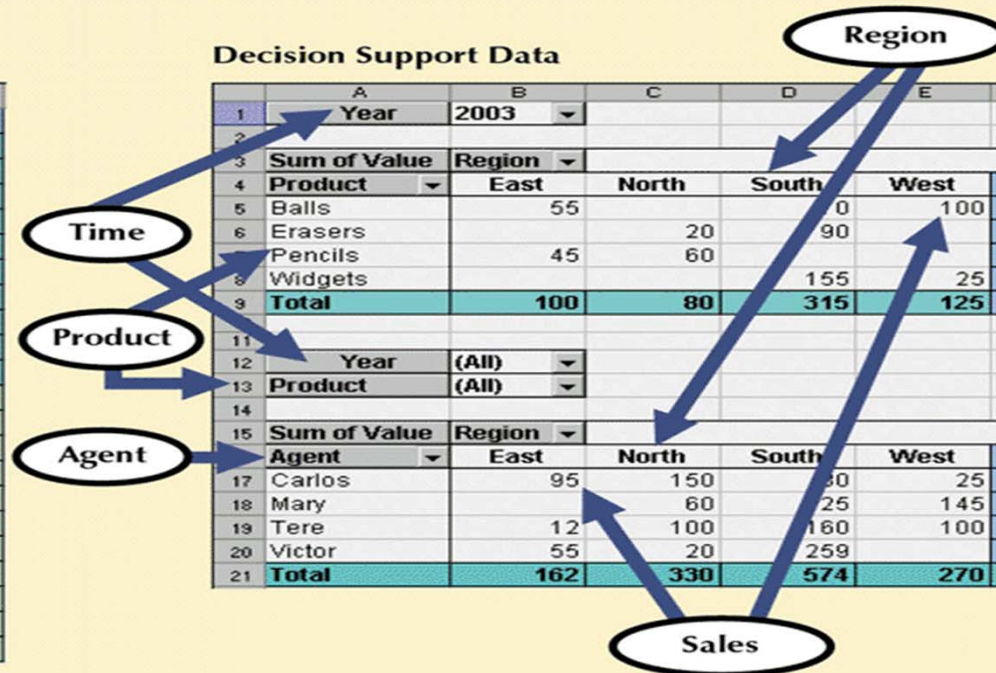 Region
Decision Support Data
A B C D E
1 Year 2003
2
3 Sum of Value Region
4 Product East North South West
5 Balls 55 100
6 Erasers 20 90
Time
Pencils 45 60
8 Widgets 155 25
9 Total 100 80 315 125
Product
11
12 Year (All)
13 Product (All)
14
15 Sum of Value Region
Agent
Agent East North South West
17 Carlos 95 150 25
18 Mary 60 25 145
19 Tere 12 100 160 100
20 Victor 55 20 259
21 Total 162 330 574 270
Sales